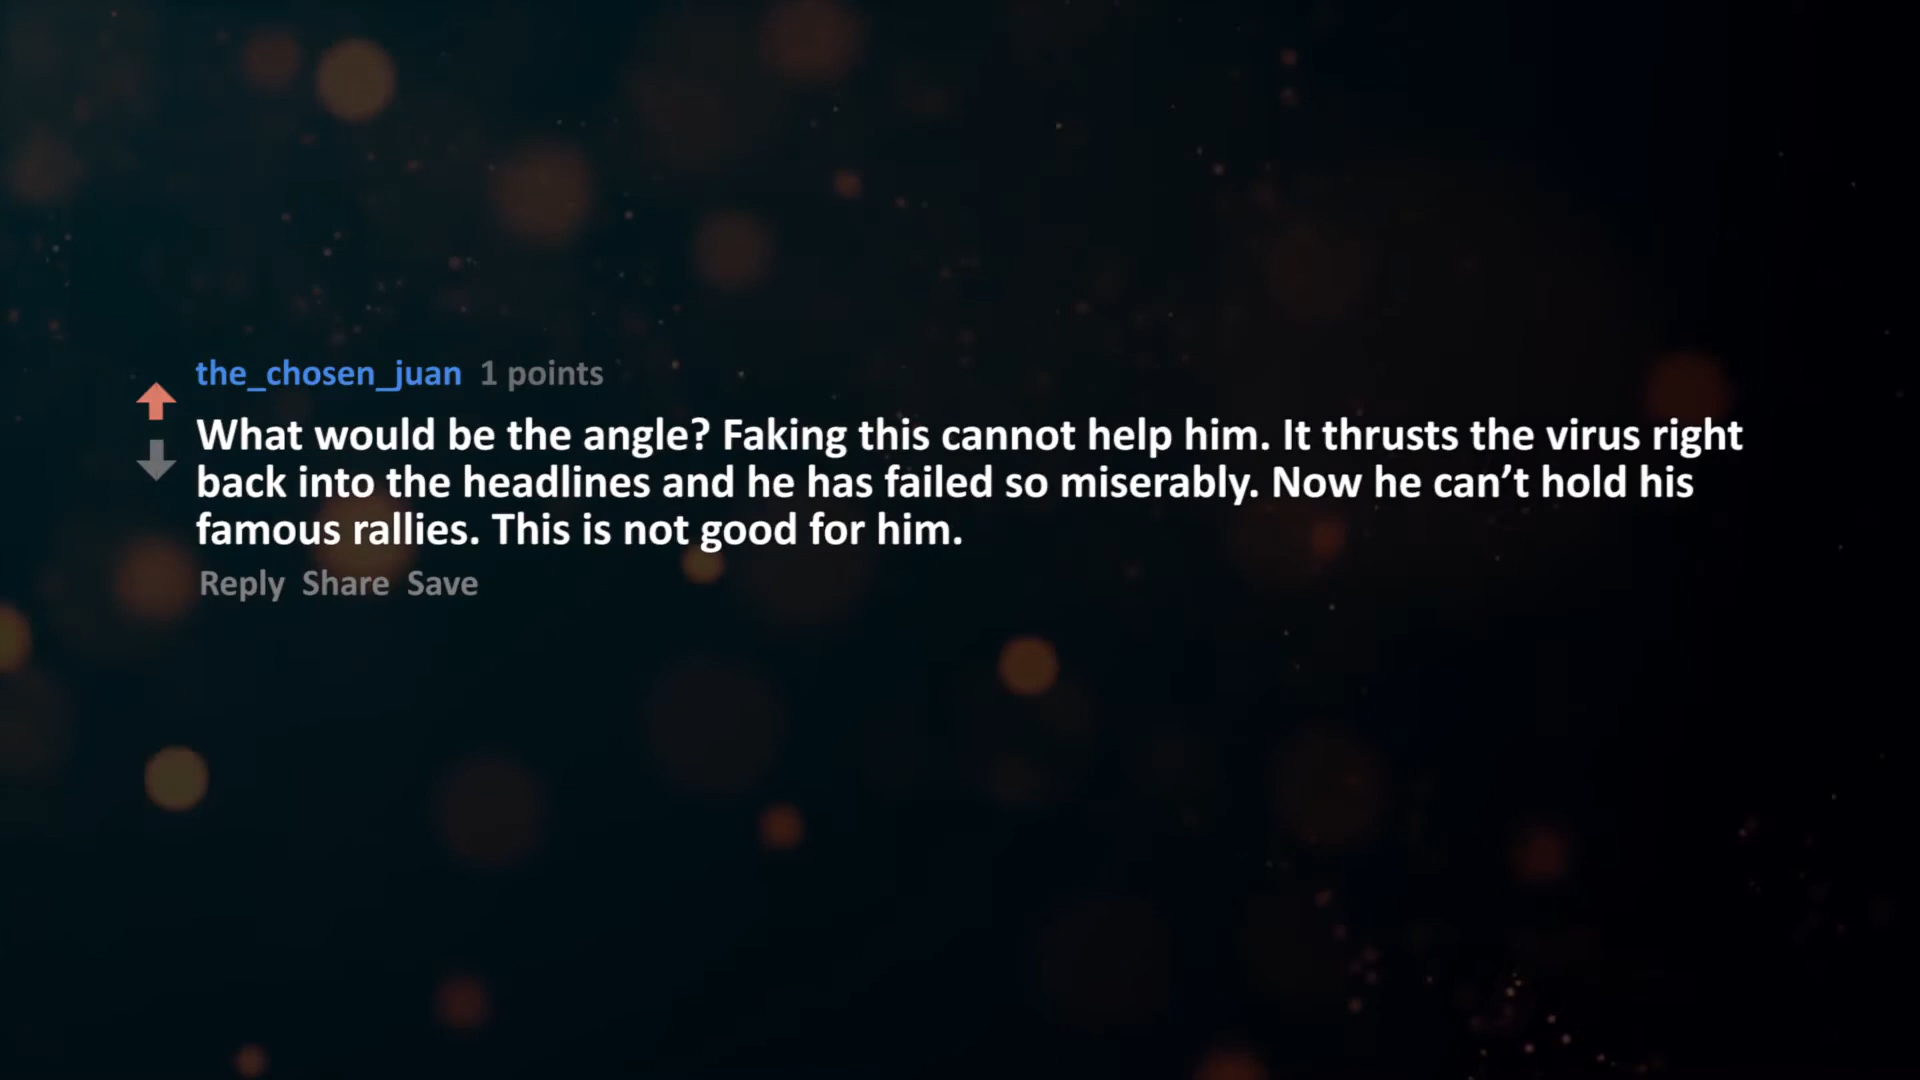 the_chosen_juan 1 points
What would be the angle? Faking this cannot help him. It thrusts the virus right
back into the headlines and he has failed so miserably. Now he can’t hold his
famous rallies. This is not good for him.
Reply Share Save